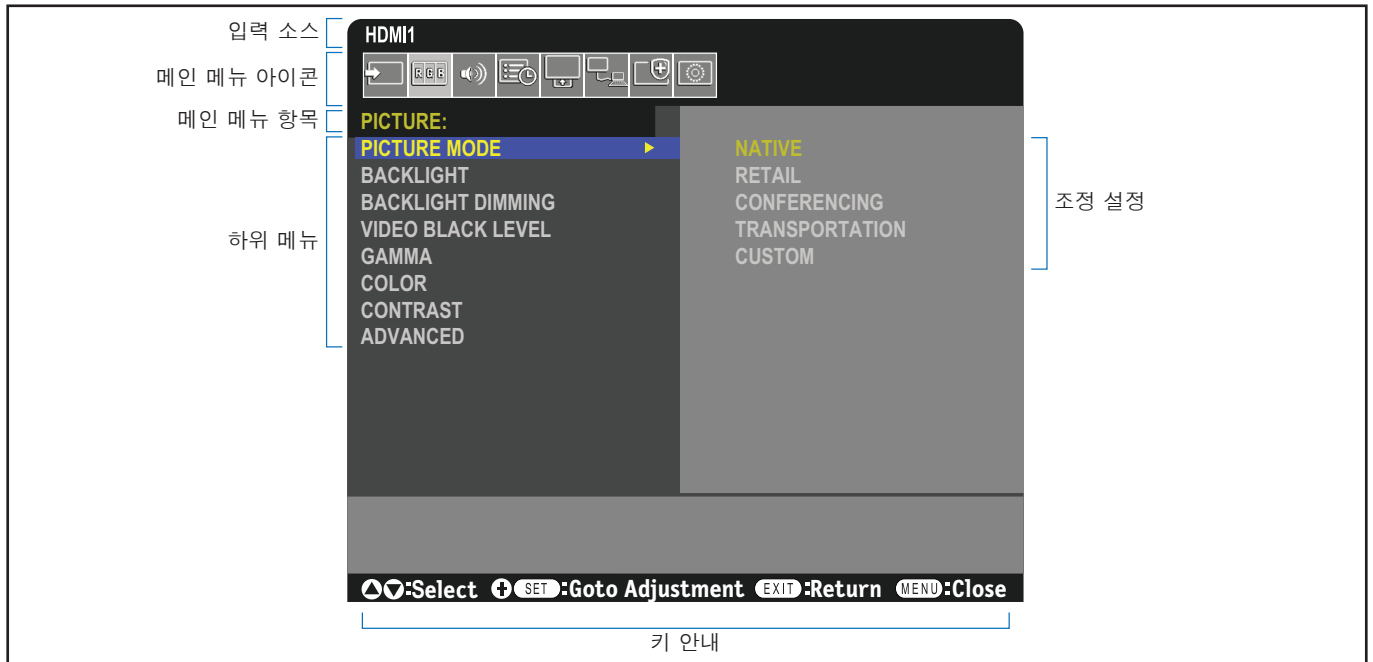 입력 소스
HDMI1
메인 메뉴 아이콘
RGB
메인 메뉴 항목
PICTURE:
하위 메뉴
PICTURE MODE
BACKLIGHT
BACKLIGHT DIMMING
VIDEO BLACK LEVEL
GAMMA
COLOR
CONTRAST
ADVANCED
NATIVE
RETAIL
CONFERENCING
TRANSPORTATION
CUSTOM
조정 설정
:Select SET :Goto Adjustment EXIT :Return MENU :Close
키 안내